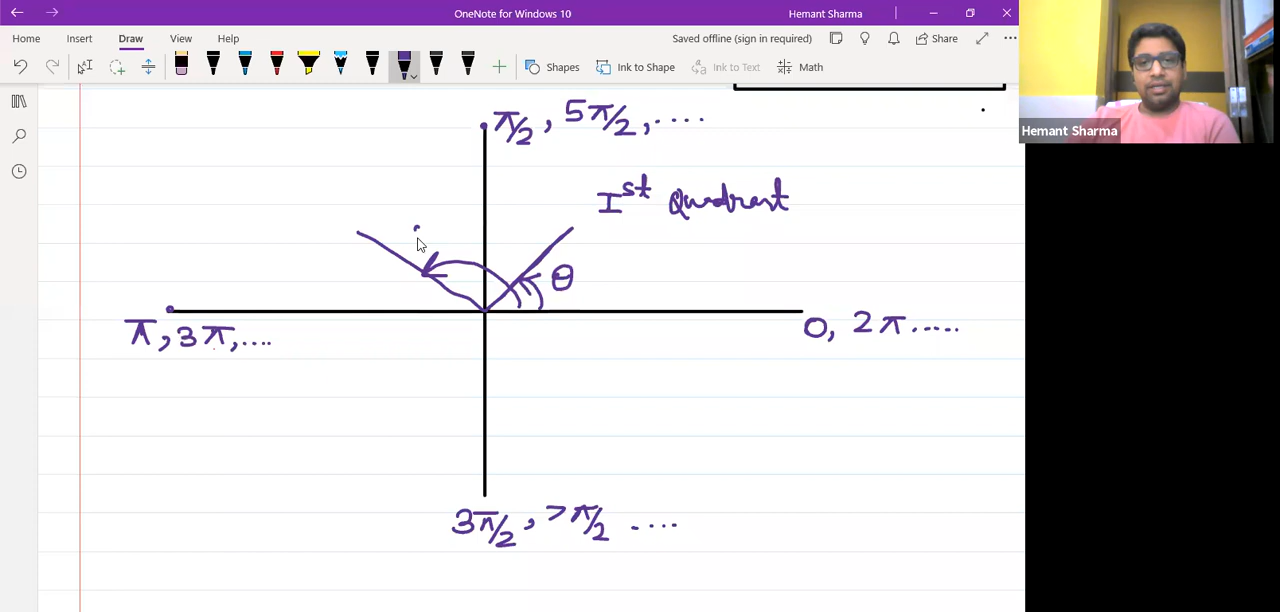 OneNote for Windows 10
Hemant Sharma
Home Insert Draw View Help
Saved offline (sign in required)
Share
Shapes
Ink to Shape
Ink to Text
Math
Hemant Sharma
π/2, 5π/2, ....
Ist Quadrant
θ
π, 3π, ....
0, 2π .....
3π/2, 7π/2 ....